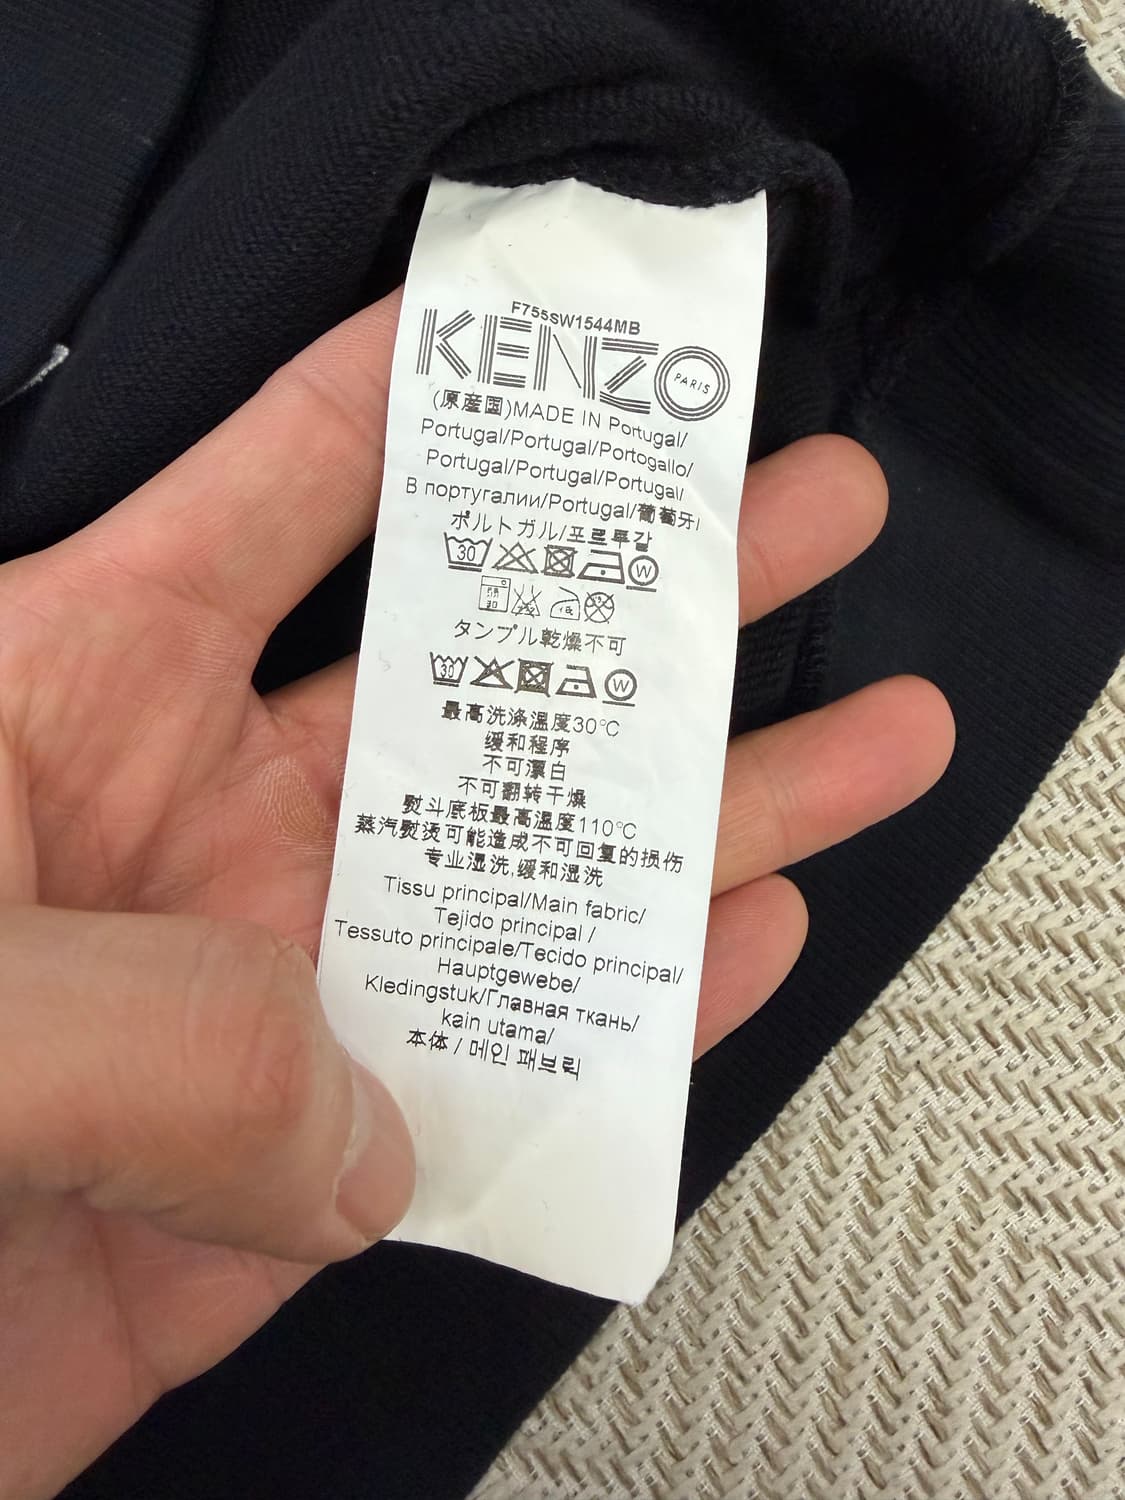 F755SW1544MB
KENZO
PARIS
(原産国)MADE IN Portugal/
Portugal/Portugal/Portogallo/
Portugal/Portugal/Portugal/
В португалии/Portugal/葡萄牙/
ポルトガル/포르투갈
30 W
30
タンブル乾燥不可
30 W
最高洗涤温度30°C
缓和程序
不可漂白
不可翻转干燥
熨斗底板最高温度110°C
蒸汽熨烫可能造成不可回复的损伤
专业湿洗,缓和湿洗
Tissu principal/Main fabric/
Tejido principal /
Tessuto principale/Tecido principal/
Hauptgewebe/
Kledingstuk/Главная ткань/
kain utama/
本体 / 메인 패브릭